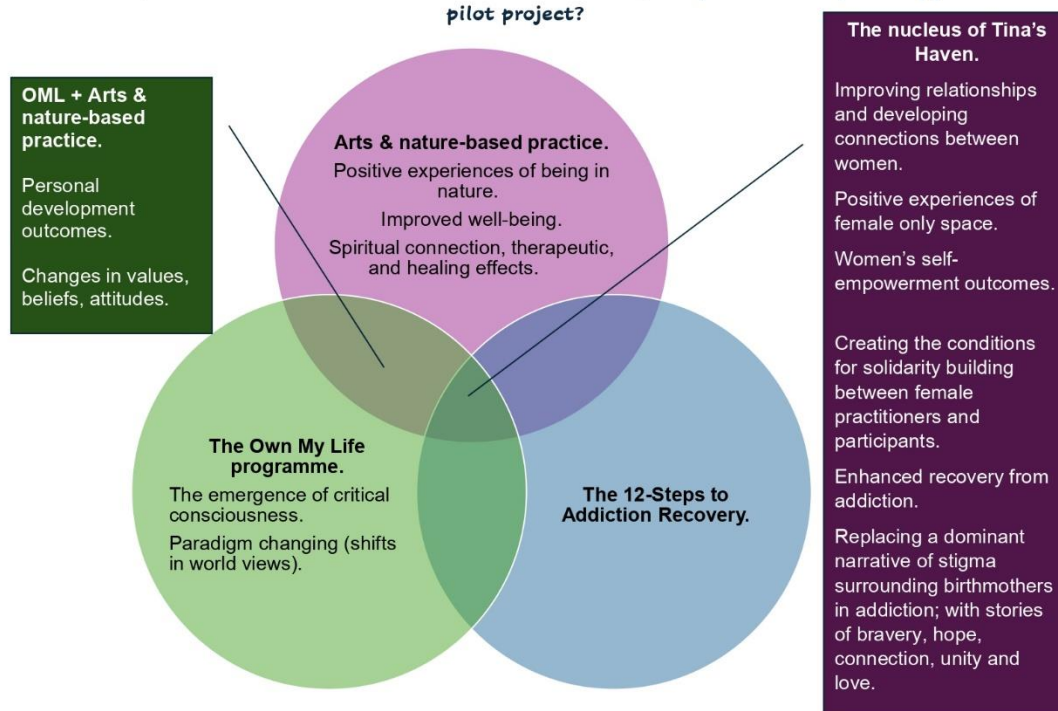 pilot project?
OML + Arts &
nature-based
practice.
Personal
development
outcomes.
Changes in values,
beliefs, attitudes.
Arts & nature-based practice.
Positive experiences of being in
nature.
Improved well-being.
Spiritual connection, therapeutic,
and healing effects.
The Own My Life
programme.
The emergence of critical
consciousness.
Paradigm changing (shifts
in world views).
The 12-Steps to
Addiction Recovery.
The nucleus of Tina’s
Haven.
Improving relationships
and developing
connections between
women.
Positive experiences of
female only space.
Women’s self-
empowerment outcomes.
Creating the conditions
for solidarity building
between female
practitioners and
participants.
Enhanced recovery from
addiction.
Replacing a dominant
narrative of stigma
surrounding birthmothers
in addiction; with stories
of bravery, hope,
connection, unity and
love.